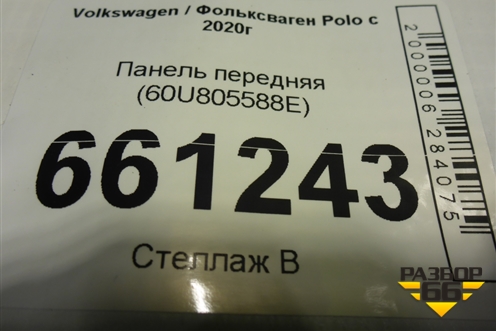 Volkswagen / Фольксваген Polo с
2020г
Панель передняя
(60U805588E)
661243
Стеллаж В
2000006284075
РАЗБОР
66